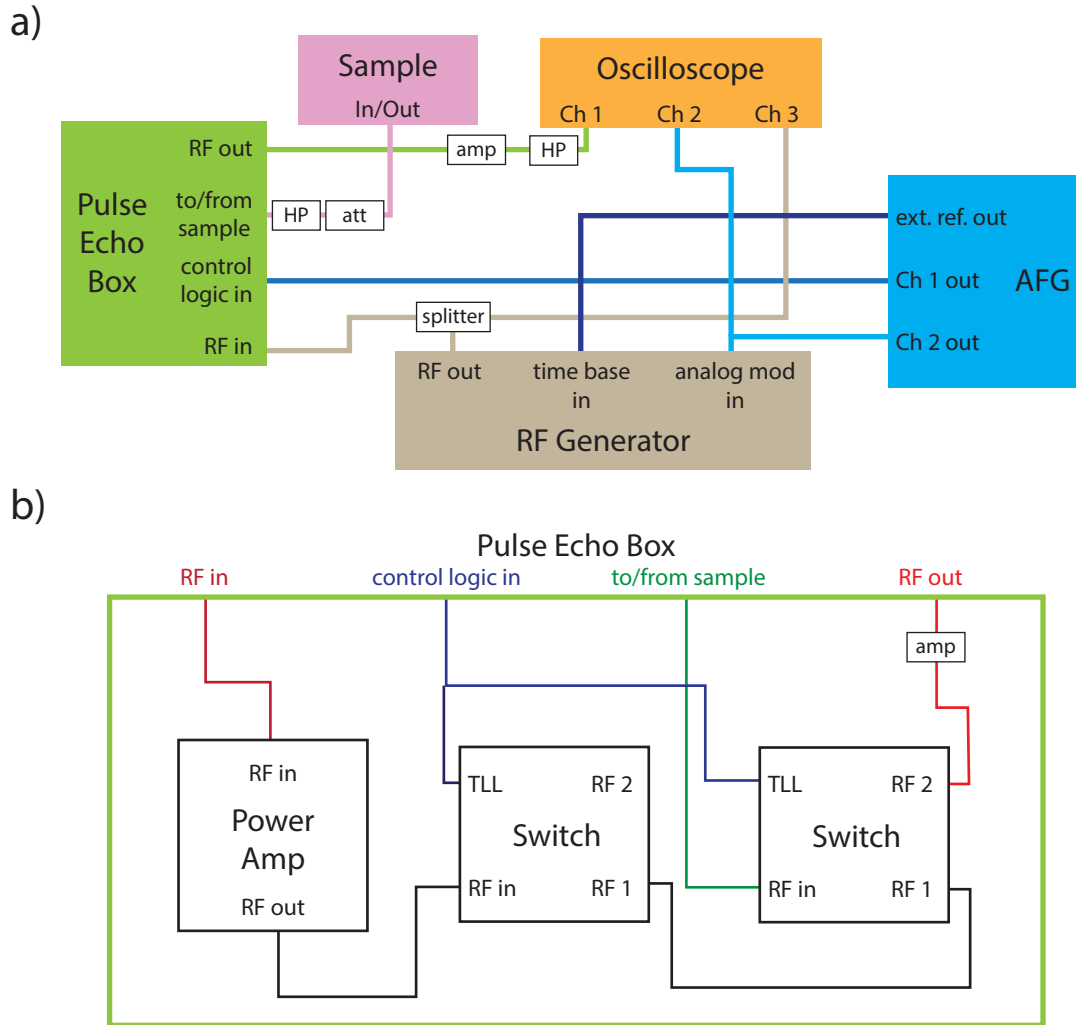 a)
Sample
In/Out
Oscilloscope
Ch 1
Ch 2
Ch 3
Pulse
Echo
Box
RF out
to/from
sample
control
logic in
RF in
amp
HP
HP
att
splitter
ext. ref. out
Ch 1 out
Ch 2 out
AFG
RF out
time base
in
analog mod
in
RF Generator
b)
Pulse Echo Box
RF in
control logic in
to/from sample
RF out
amp
RF in
Power
Amp
RF out
TLL
RF 2
Switch
RF in
RF 1
TLL
RF 2
Switch
RF in
RF 1